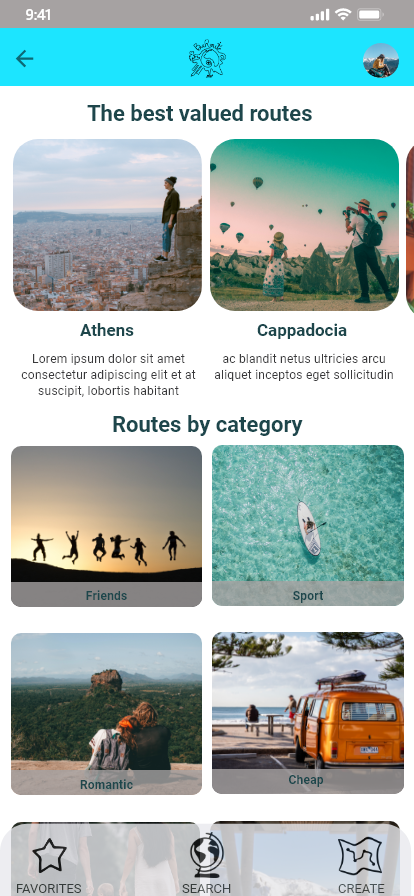 9:41
The best valued routes
Athens
Cappadocia
Lorem ipsum dolor sit amet
consectetur adipiscing elit et at
suscipit, lobortis habitant
ac blandit netus ultricies arcu
aliquet inceptos eget sollicitudin
Routes by category
Friends
Sport
Romantic
Cheap
FAVORITES
SEARCH
CREATE